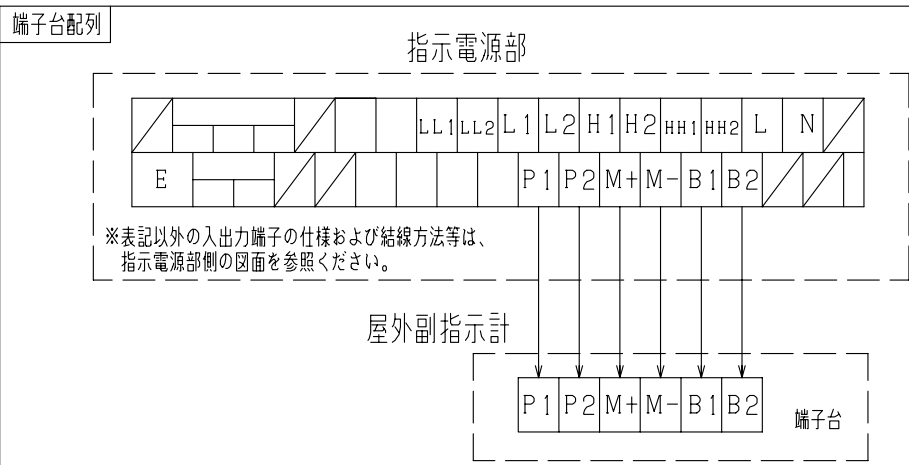 端子台配列
指示電源部
LL1 LL2 L1 L2 H1 H2 HH1 HH2 L N
E P1 P2 M+ M- B1 B2
※表記以外の入出力端子の仕様および結線方法等は、
指示電源部側の図面を参照ください。
屋外副指示計
P1 P2 M+ M- B1 B2 端子台